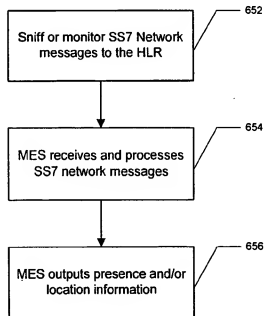 Sniff or monitor SS7 Network
messages to the HLR
652
MES receives and processes
SS7 network messages
654
MES outputs presence and/or
location information
656